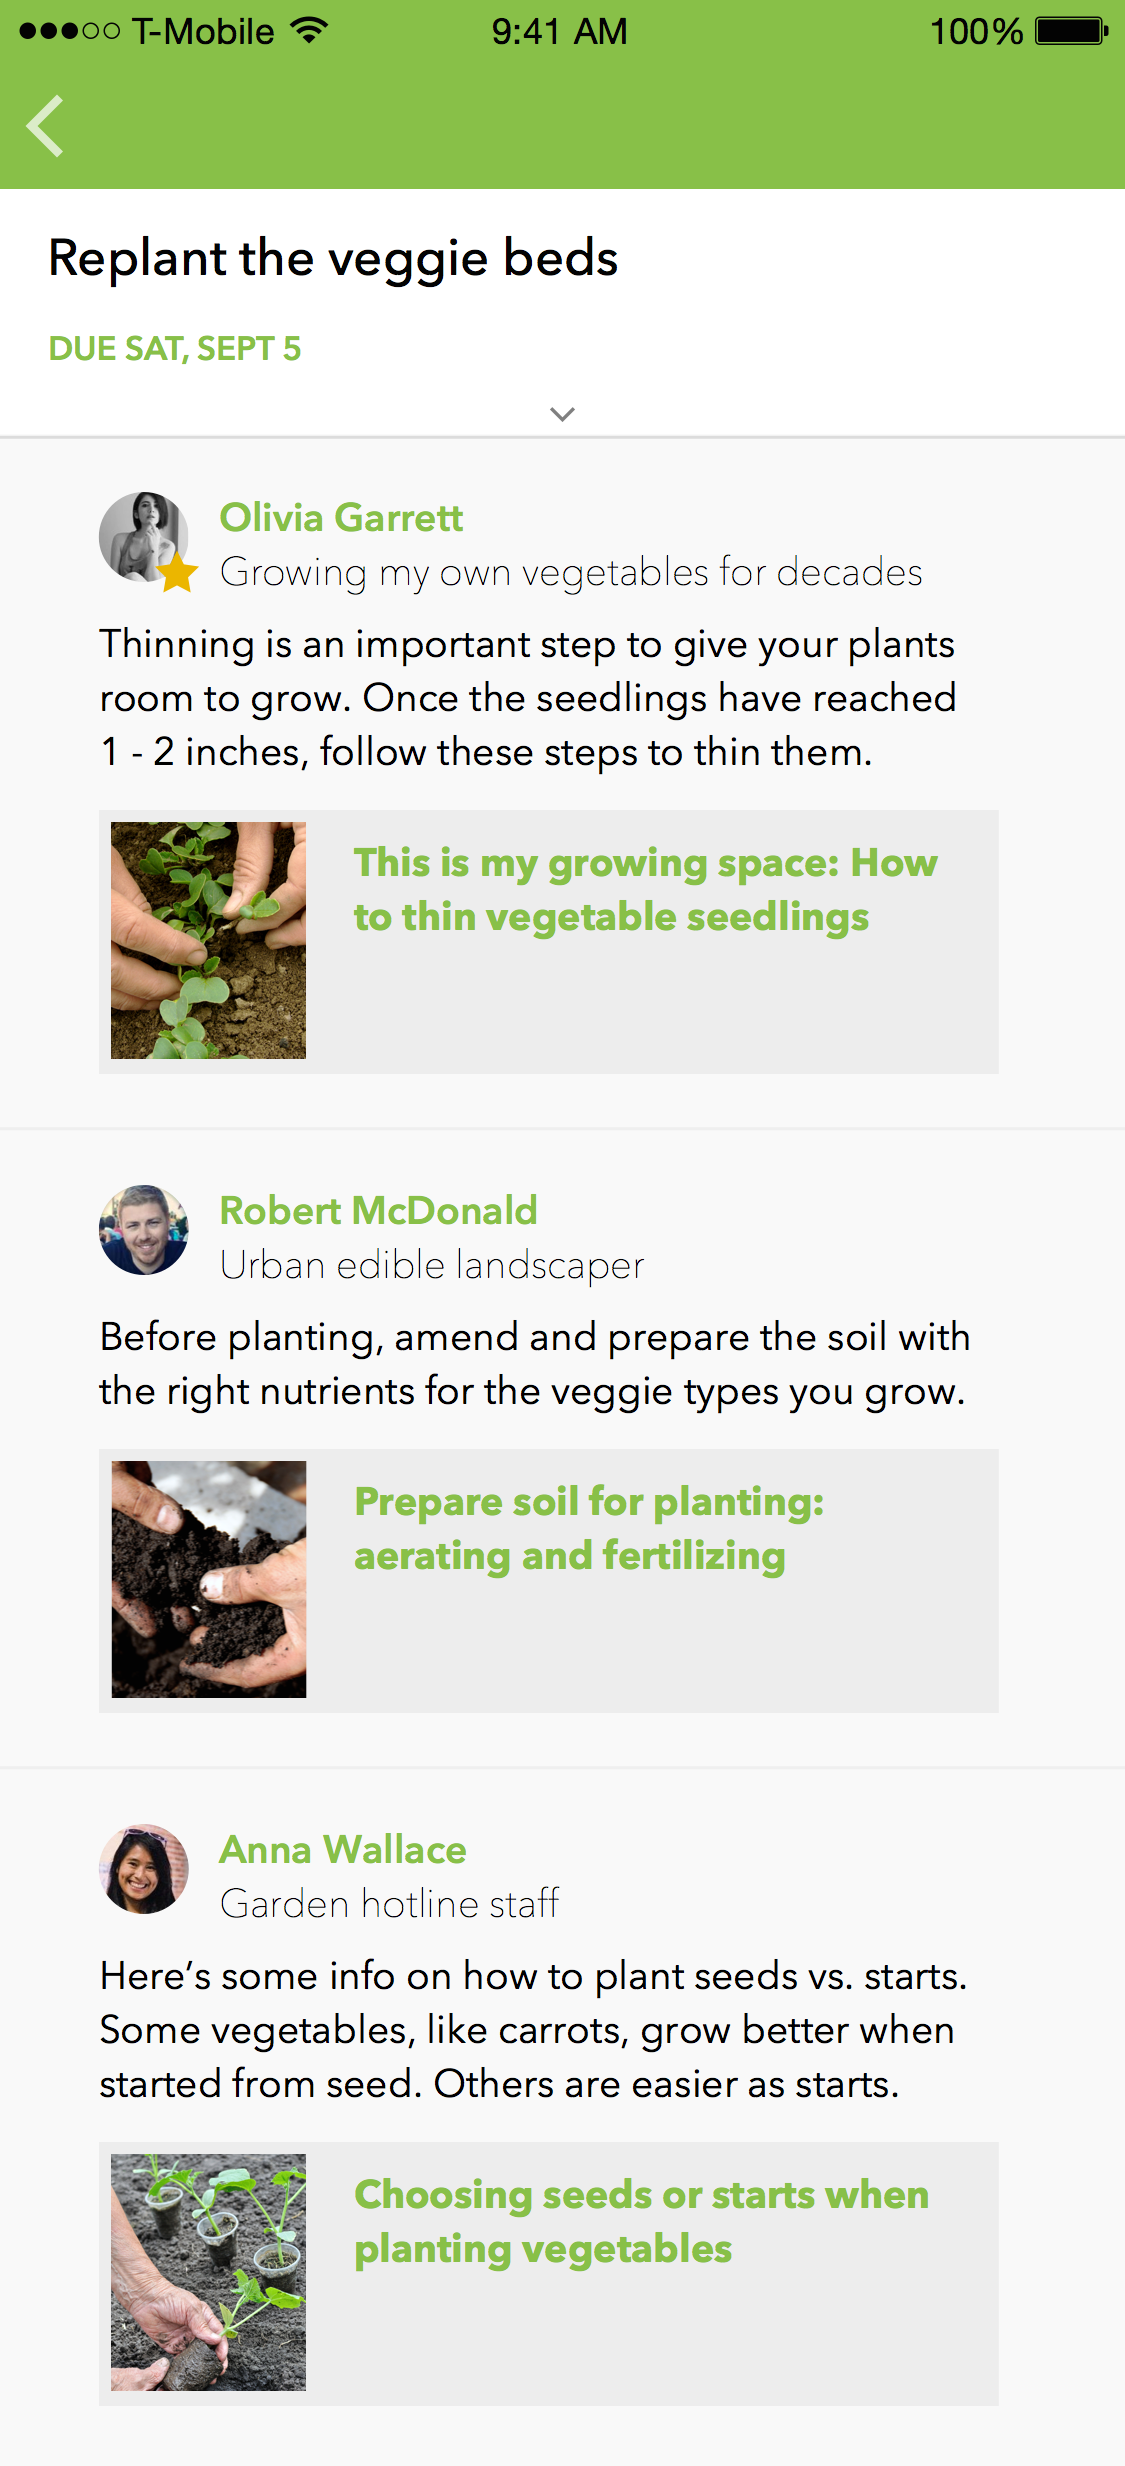 T-Mobile 9:41 AM 100%
Replant the veggie beds
DUE SAT, SEPT 5
Olivia Garrett
Growing my own vegetables for decades
Thinning is an important step to give your plants
room to grow. Once the seedlings have reached
1 - 2 inches, follow these steps to thin them.
This is my growing space: How
to thin vegetable seedlings
Robert McDonald
Urban edible landscaper
Before planting, amend and prepare the soil with
the right nutrients for the veggie types you grow.
Prepare soil for planting:
aerating and fertilizing
Anna Wallace
Garden hotline staff
Here’s some info on how to plant seeds vs. starts.
Some vegetables, like carrots, grow better when
started from seed. Others are easier as starts.
Choosing seeds or starts when
planting vegetables